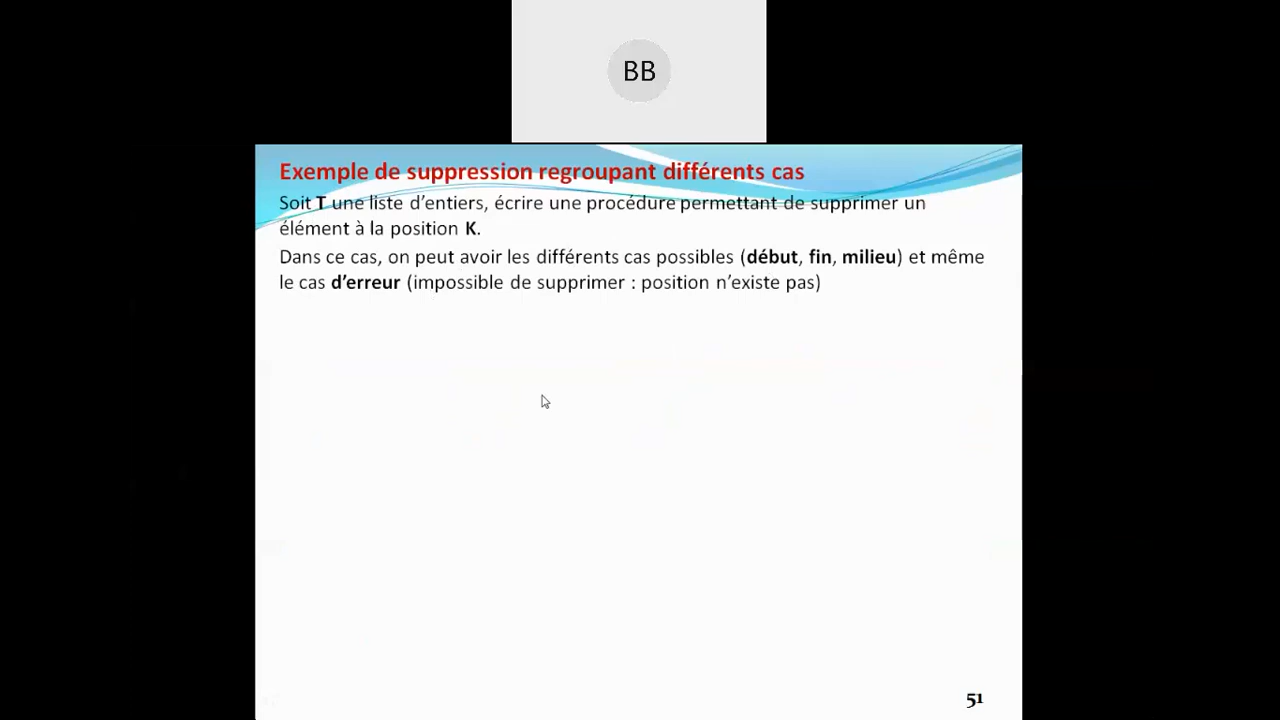 BB
Exemple de suppression regroupant différents cas
Soit T une liste d’entiers, écrire une procédure permettant de supprimer un
élément à la position K.
Dans ce cas, on peut avoir les différents cas possibles (début, fin, milieu) et même
le cas d’erreur (impossible de supprimer : position n’existe pas)
51